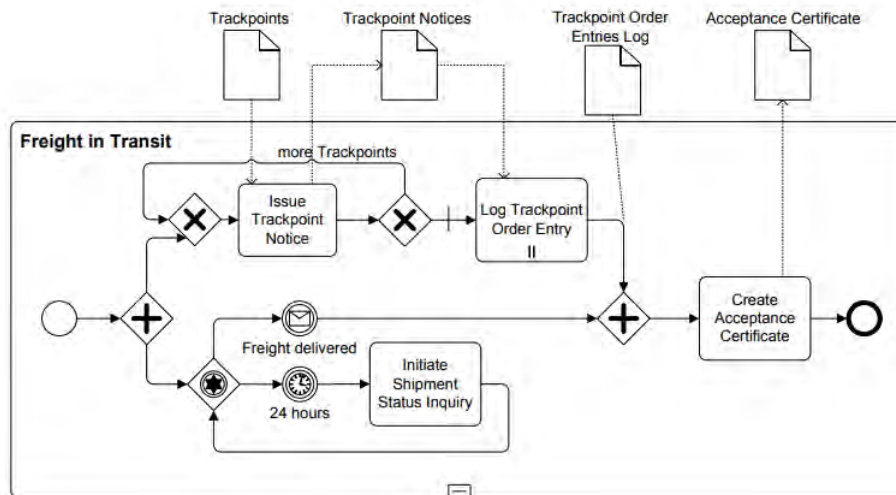 Trackpoints
Trackpoint Notices
Trackpoint Order
Entries Log
Acceptance Certificate
Freight in Transit
more Trackpoints
Issue
Trackpoint
Notice
Log Trackpoint
Order Entry
Create
Acceptance
Certificate
Freight delivered
Initiate
Shipment
Status Inquiry
24 hours